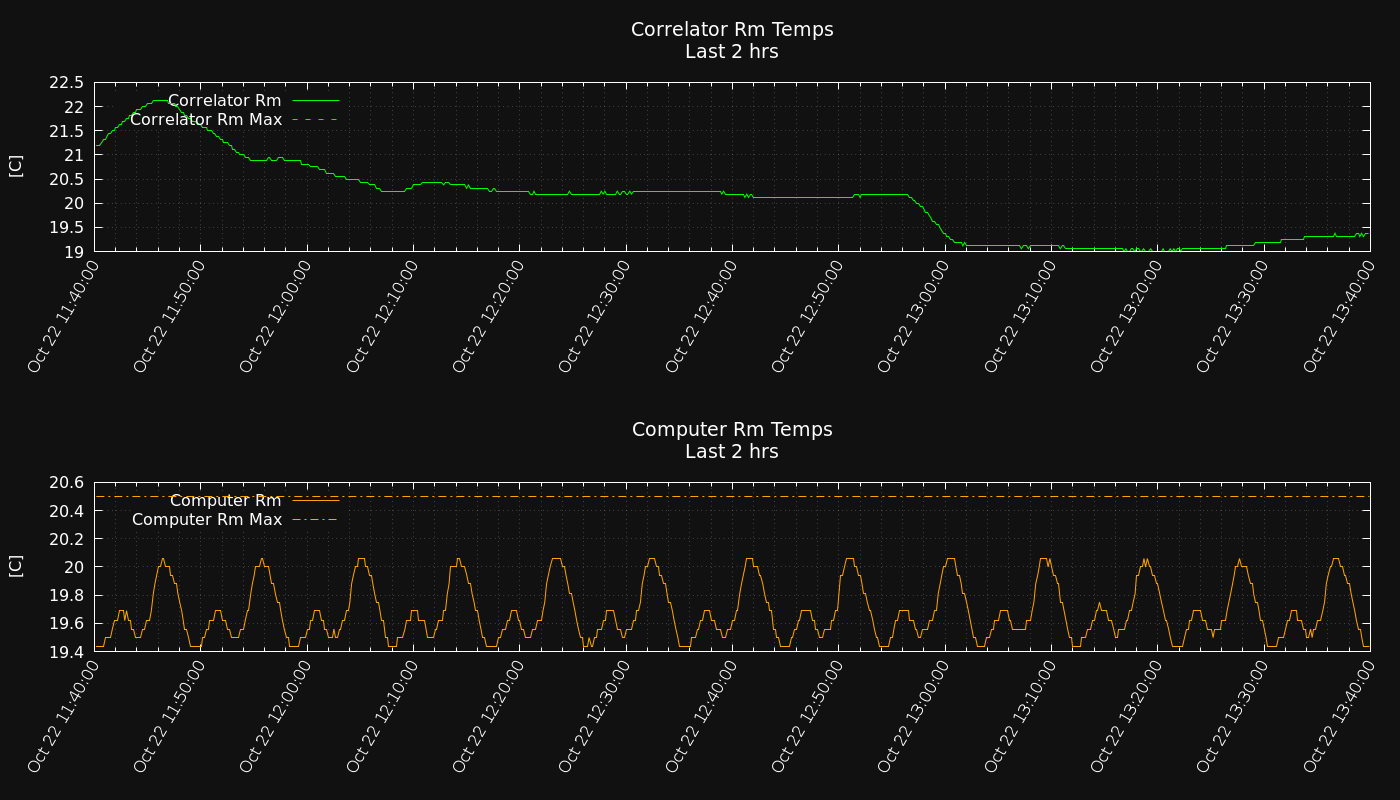 Correlator Rm Temps
Last 2 hrs
22.5
22
21.5
21
20.5
20
19.5
19
[C]
Correlator Rm
Correlator Rm Max
Oct 22 11:40:00
Oct 22 11:50:00
Oct 22 12:00:00
Oct 22 12:10:00
Oct 22 12:20:00
Oct 22 12:30:00
Oct 22 12:40:00
Oct 22 12:50:00
Oct 22 13:00:00
Oct 22 13:10:00
Oct 22 13:20:00
Oct 22 13:30:00
Oct 22 13:40:00
Computer Rm Temps
Last 2 hrs
20.6
20.4
20.2
20
19.8
19.6
19.4
[C]
Computer Rm
Computer Rm Max
Oct 22 11:40:00
Oct 22 11:50:00
Oct 22 12:00:00
Oct 22 12:10:00
Oct 22 12:20:00
Oct 22 12:30:00
Oct 22 12:40:00
Oct 22 12:50:00
Oct 22 13:00:00
Oct 22 13:10:00
Oct 22 13:20:00
Oct 22 13:30:00
Oct 22 13:40:00